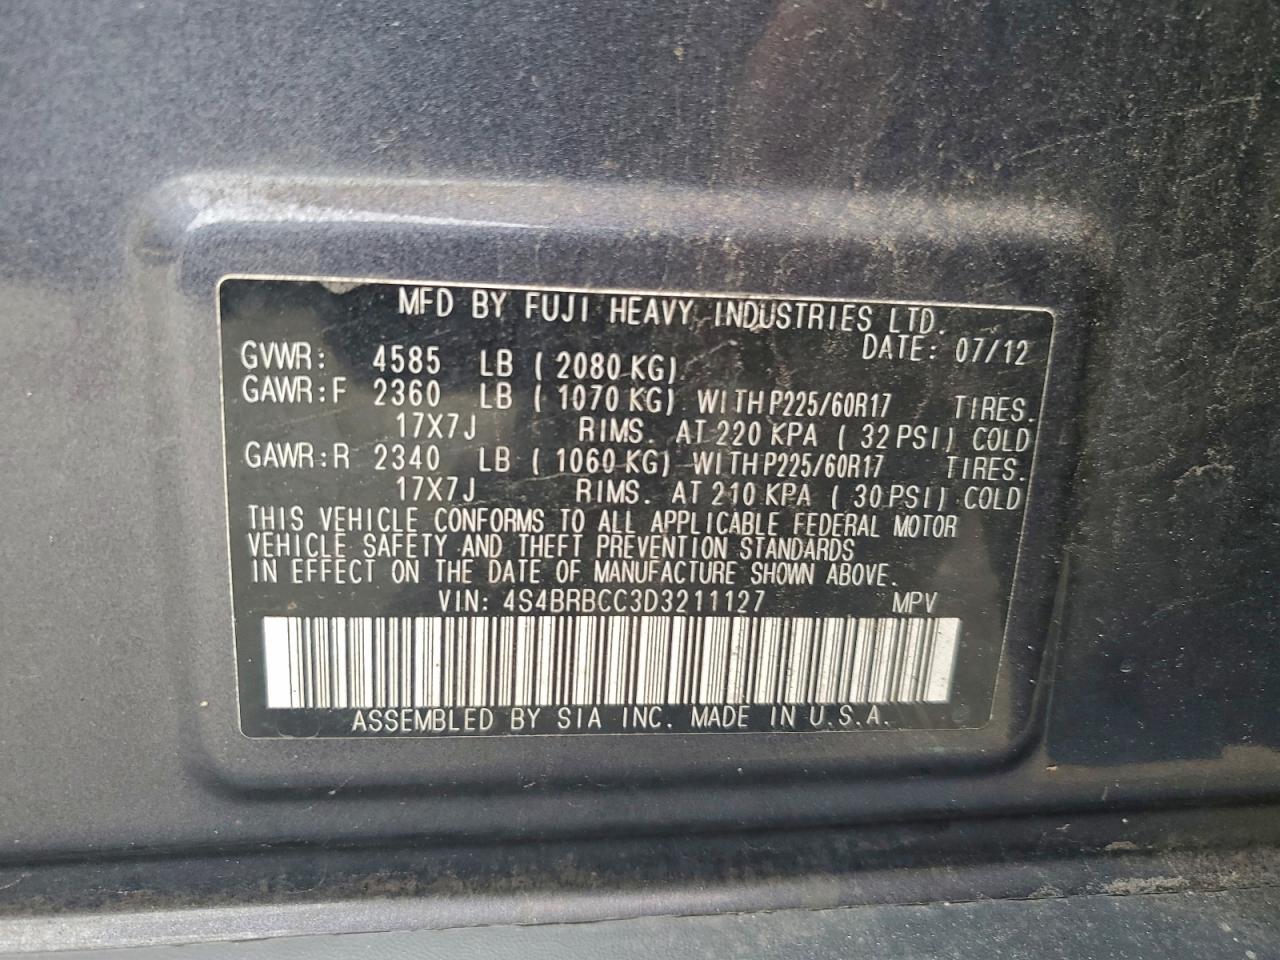 MFD BY FUJI HEAVY INDUSTRIES LTD.
DATE: 07/12
GVWR: 4585 LB ( 2080 KG)
GAWR:F 2360 LB ( 1070 KG) WITH P225/60R17 TIRES.
17X7J RIMS. AT 220 KPA ( 32 PSI) COLD
GAWR:R 2340 LB ( 1060 KG) WITH P225/60R17 TIRES.
17X7J RIMS. AT 210 KPA ( 30 PSI) COLD
THIS VEHICLE CONFORMS TO ALL APPLICABLE FEDERAL MOTOR
VEHICLE SAFETY AND THEFT PREVENTION STANDARDS
IN EFFECT ON THE DATE OF MANUFACTURE SHOWN ABOVE.
VIN: 4S4BRBCC3D3211127 MPV
ASSEMBLED BY SIA INC. MADE IN U.S.A.